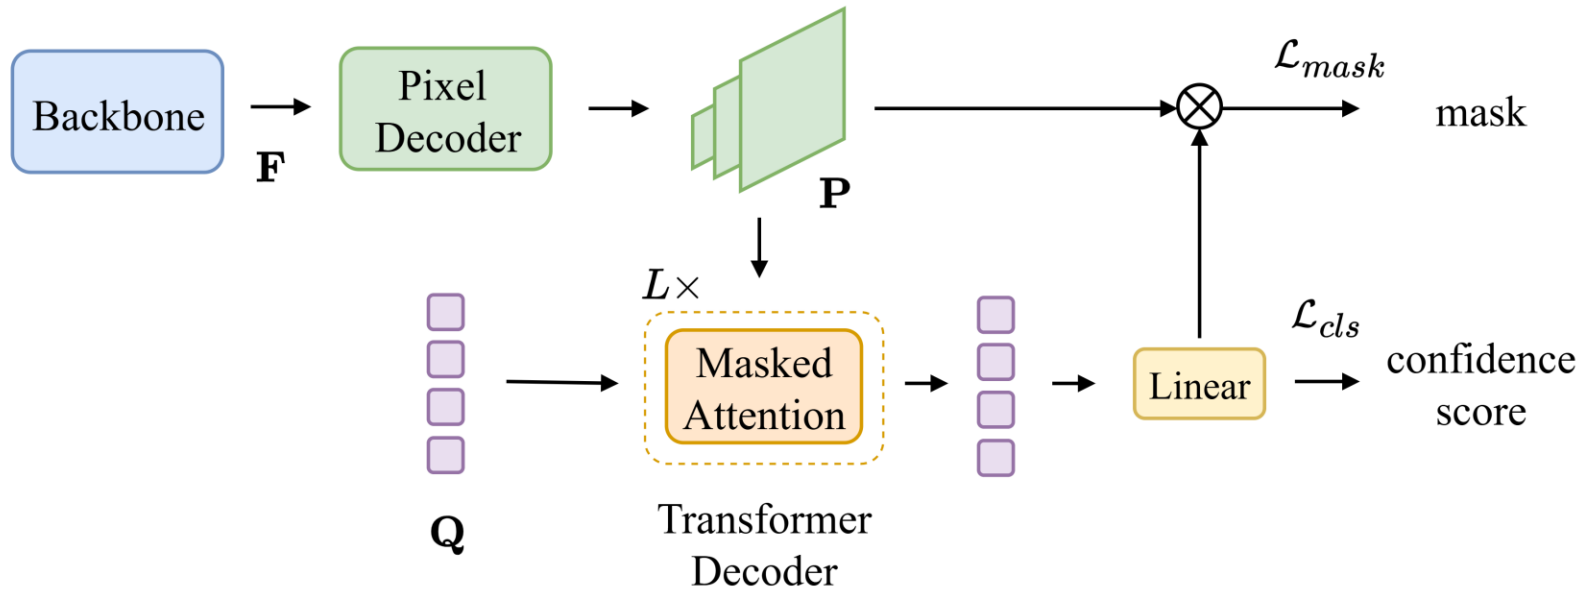 Backbone
F
Pixel
Decoder
P
ℒmask
mask
Q
L×
Masked
Attention
Transformer
Decoder
Linear
ℒcls
confidence
score